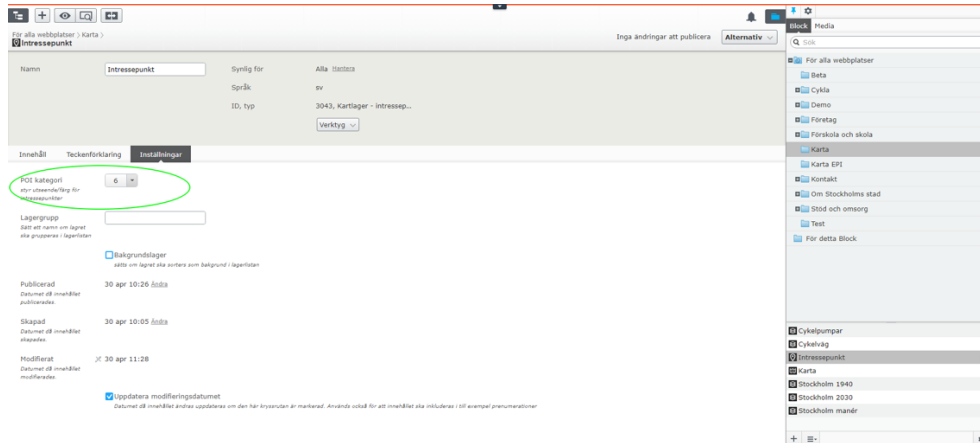 För alla webbplatser > Karta >
Intressepunkt
Inga ändringar att publicera
Alternativ
Namn
Intressepunkt
Synlig för
Alla Hantera
Språk
sv
ID, typ
3043, Kartlager - intressep...
Verktyg
Innehåll
Teckenförklaring
Inställningar
POI kategori
6
styr utseende/färg för
intressepunkter
Lagergrupp
Sätt ett namn om lagret
ska grupperas i lagerlistan
Bakgrundslager
sätts om lagret ska sorters som bakgrund i lagerlistan
Publicerad
30 apr 10:26 Ändra
Datumet då innehållet
publicerades.
Skapad
30 apr 10:05 Ändra
Datumet då innehållet
skapades.
Modifierat
30 apr 11:28
Datumet då innehållet
modifierades.
Uppdatera modifieringsdatumet
Datumet då innehållet ändras uppdateras om den här kryssrutan är markerad. Används också för att innehållet ska inkluderas i till exempel prenumerationer
Block
Media
Sök
För alla webbplatser
Beta
Cykla
Demo
Företag
Förskola och skola
Karta
Karta EPI
Kontakt
Om Stockholms stad
Stöd och omsorg
Test
För detta Block
Cykelpumpar
Cykelväg
Intressepunkt
Karta
Stockholm 1940
Stockholm 2030
Stockholm manér